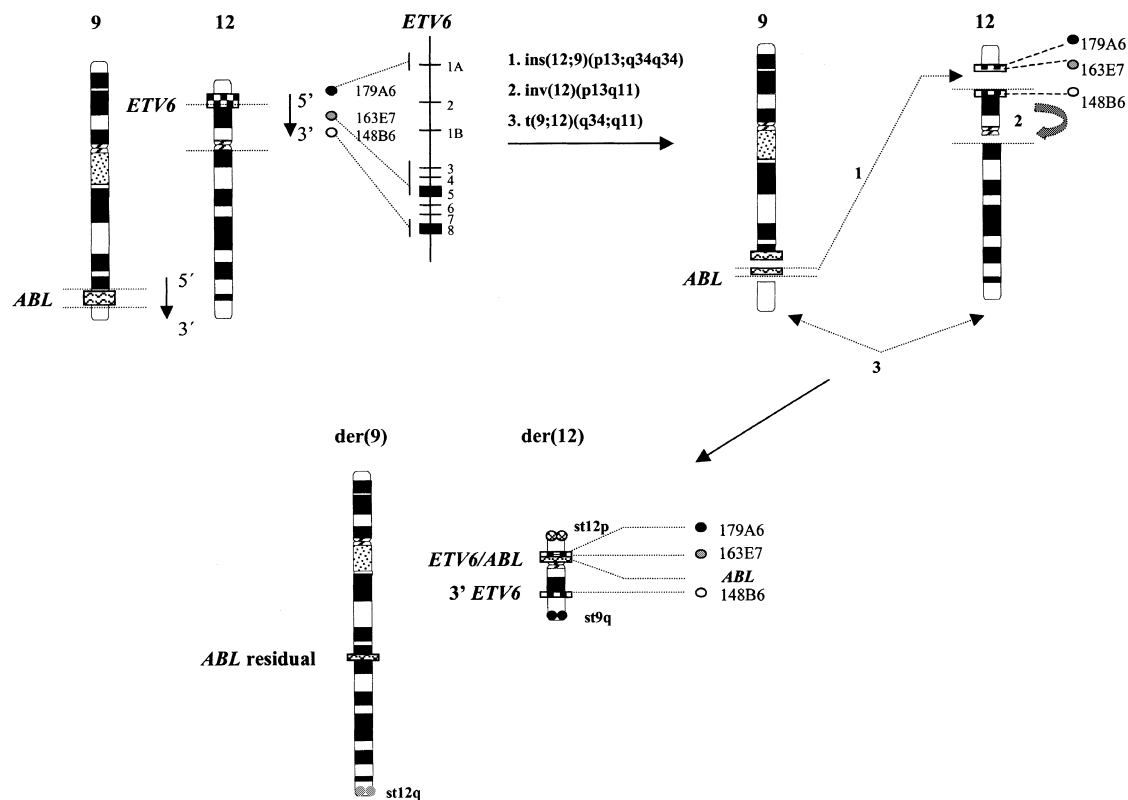 9
12
ETV6
ETV6
5'
3'
179A6
163E7
148B6
1A
2
1B
3
4
5
6
7
8
ABL
5´
3´
1. ins(12;9)(p13;q34q34)
2. inv(12)(p13q11)
3. t(9;12)(q34;q11)
9
12
179A6
163E7
148B6
2
1
ABL
3
der(9)
der(12)
st12p
179A6
ETV6/ABL
163E7
ABL
3' ETV6
148B6
st9q
ABL residual
st12q